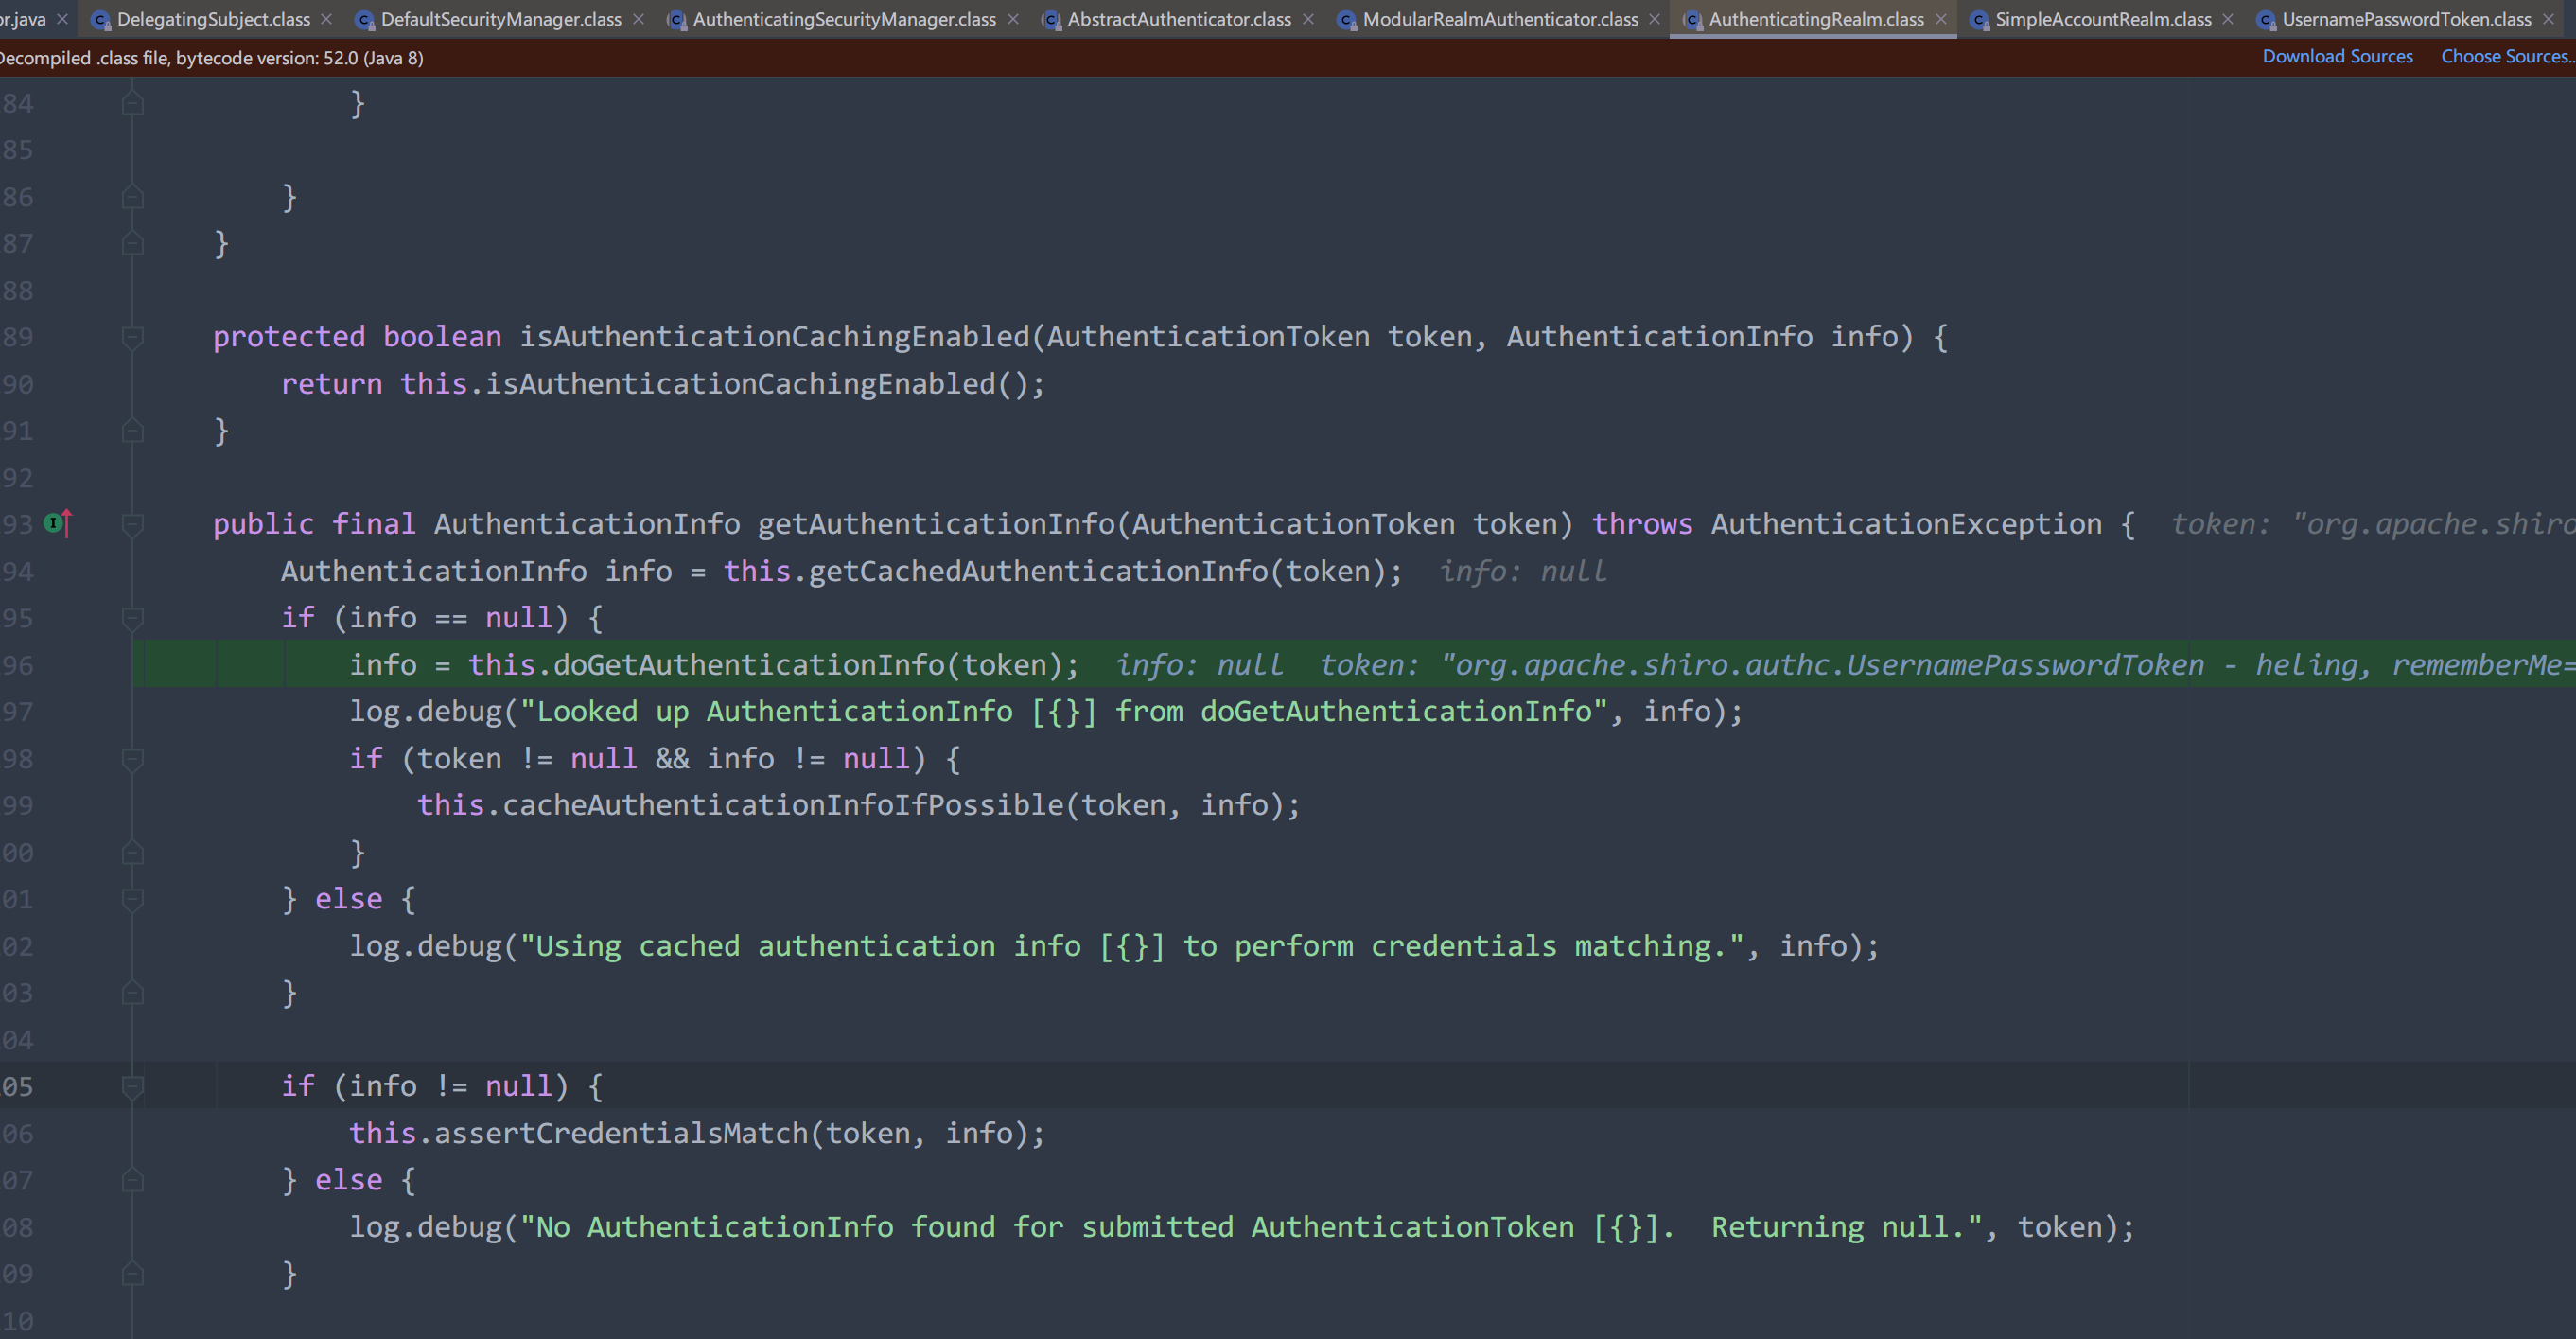 or.java DelegatingSubject.class DefaultSecurityManager.class AuthenticatingSecurityManager.class AbstractAuthenticator.class ModularRealmAuthenticator.class AuthenticatingRealm.class SimpleAccountRealm.class UsernamePasswordToken.class
Decompiled .class file, bytecode version: 52.0 (Java 8) Download Sources Choose Sources...
84 }
85
86 }
87 }
88
89 protected boolean isAuthenticationCachingEnabled(AuthenticationToken token, AuthenticationInfo info) {
90 return this.isAuthenticationCachingEnabled();
91 }
92
93 public final AuthenticationInfo getAuthenticationInfo(AuthenticationToken token) throws AuthenticationException { token: "org.apache.shiro
94 AuthenticationInfo info = this.getCachedAuthenticationInfo(token); info: null
95 if (info == null) {
96 info = this.doGetAuthenticationInfo(token); info: null token: "org.apache.shiro.authc.UsernamePasswordToken - heling, rememberMe=
97 log.debug("Looked up AuthenticationInfo [{}] from doGetAuthenticationInfo", info);
98 if (token != null && info != null) {
99 this.cacheAuthenticationInfoIfPossible(token, info);
00 }
01 } else {
02 log.debug("Using cached authentication info [{}] to perform credentials matching.", info);
03 }
04
05 if (info != null) {
06 this.assertCredentialsMatch(token, info);
07 } else {
08 log.debug("No AuthenticationInfo found for submitted AuthenticationToken [{}].  Returning null.", token);
09 }
10